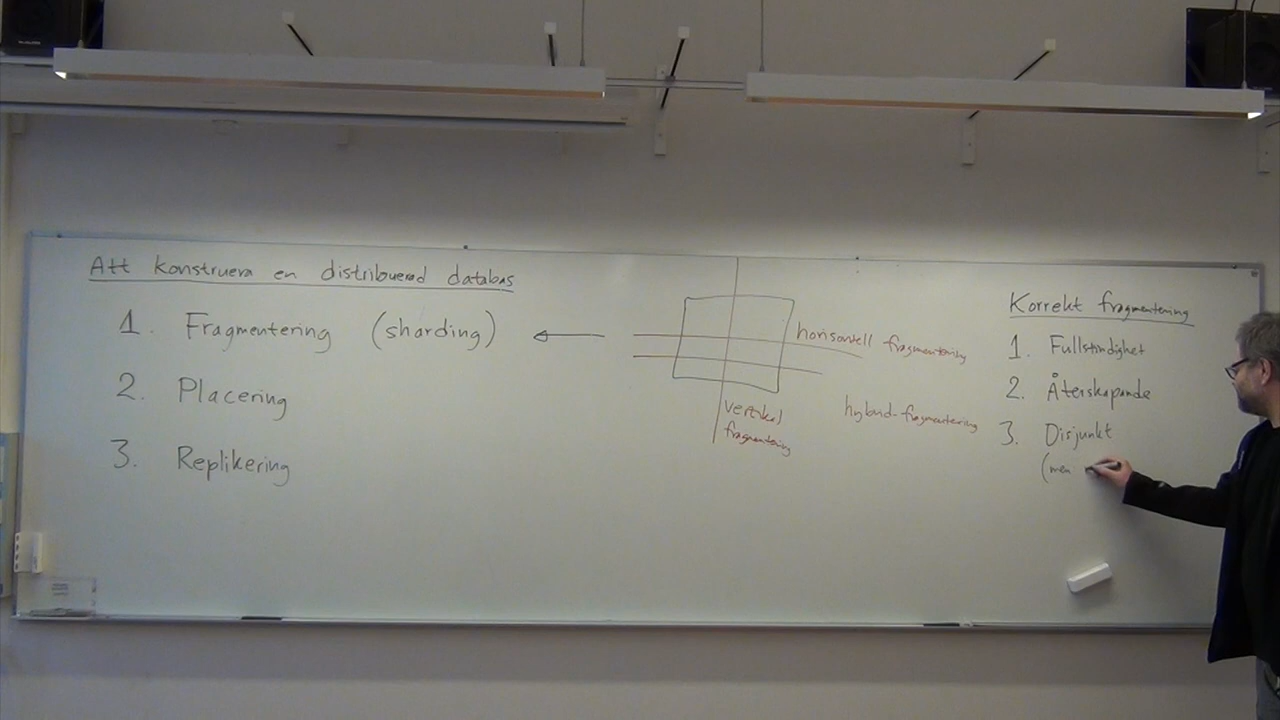 Att konstruera en distribuerad databas
1. Fragmentering (sharding)
2. Placering
3. Replikering
horisontell fragmentering
vertikal
fragmentering
hybrid-fragmentering
Korrekt fragmentering
1. Fullständighet
2. Återskapande
3. Disjunkt
(men